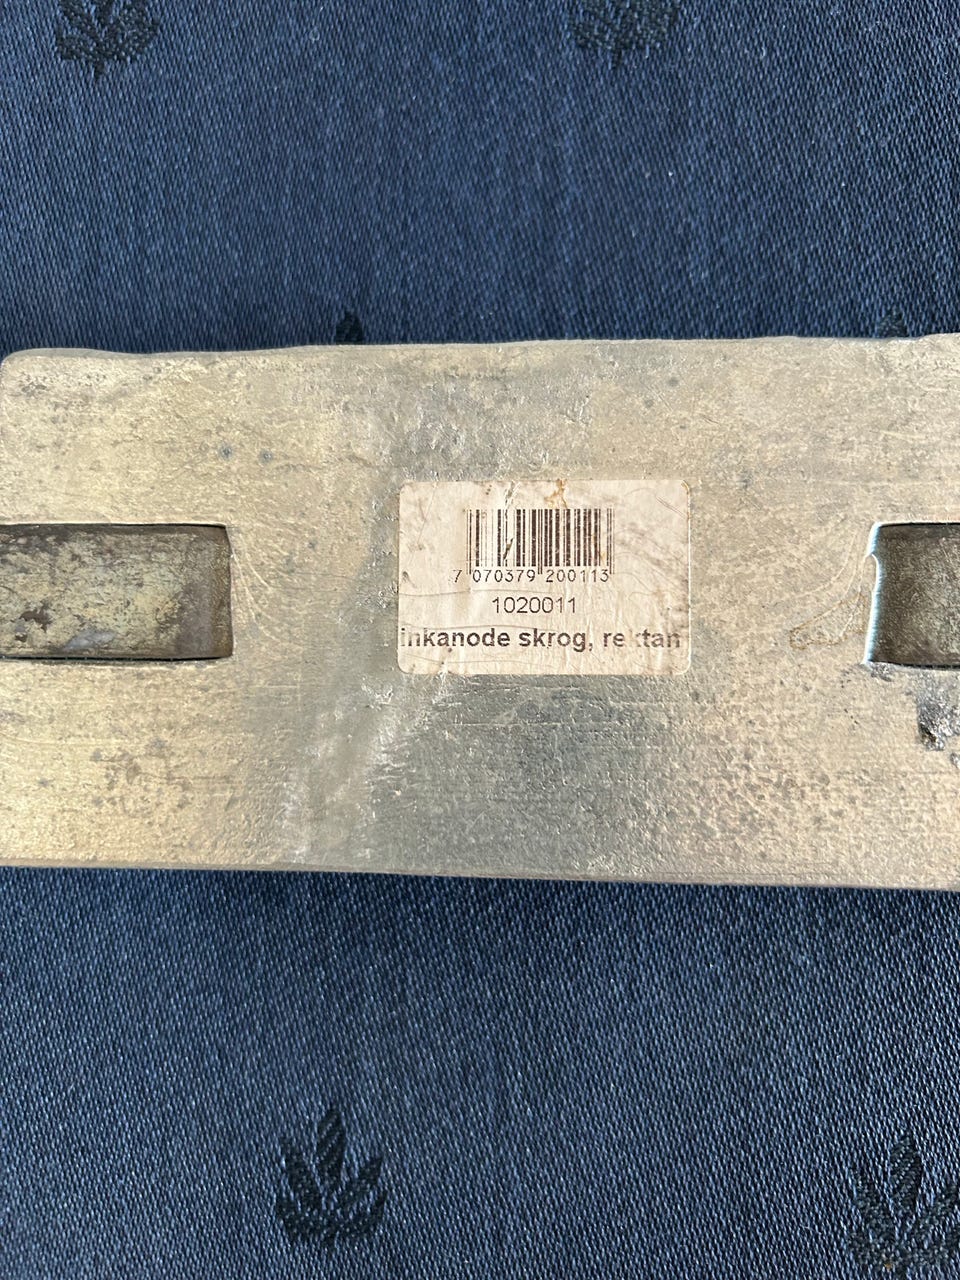 7 070379 200113
1020011
inkanode skrog, rektan